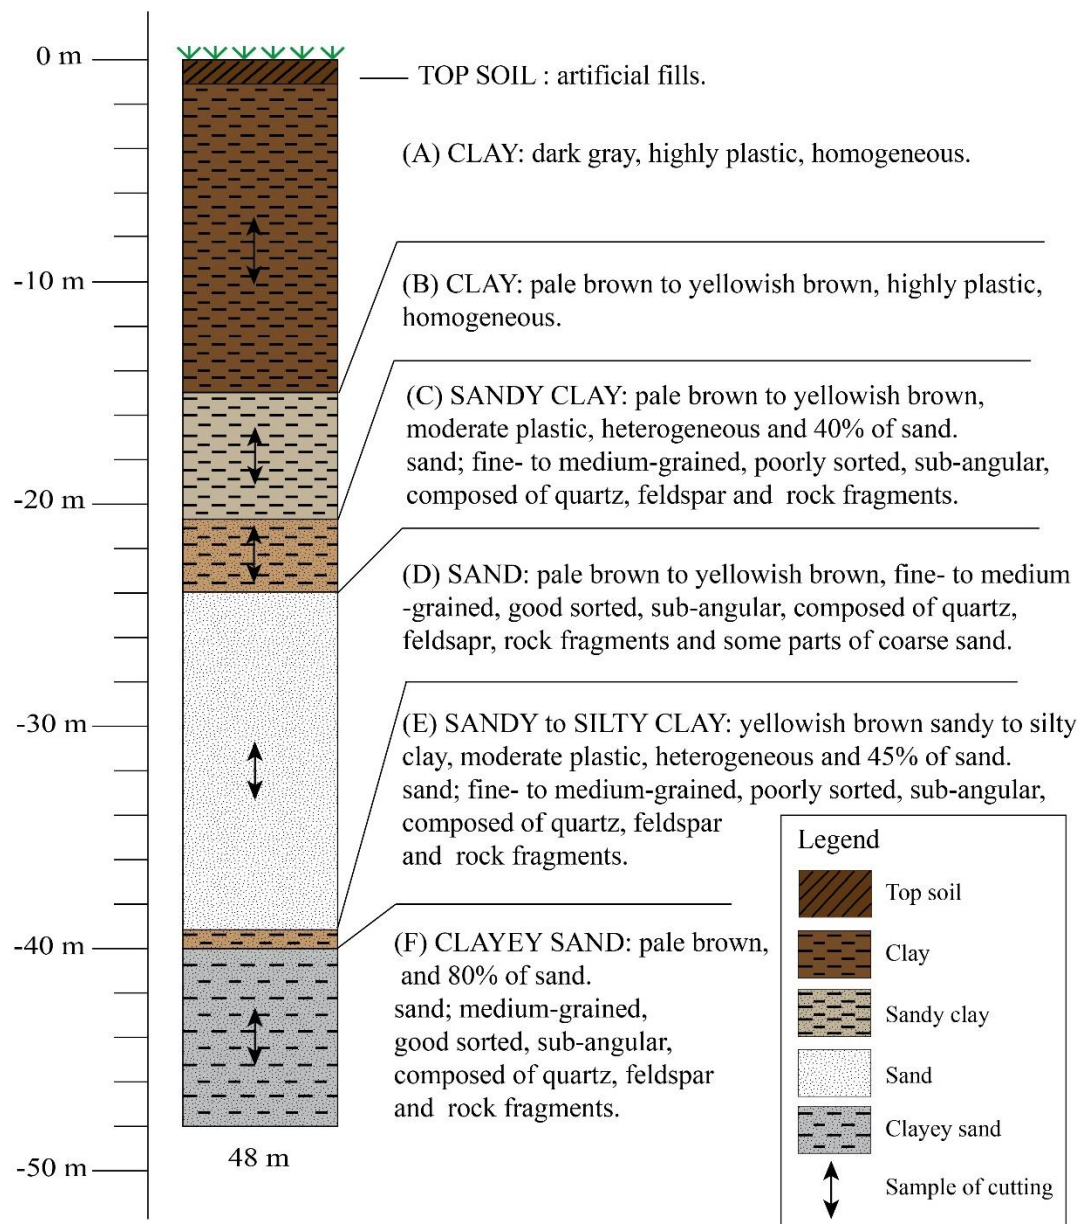 0 m
-10 m
-20 m
-30 m
-40 m
-50 m
48 m
TOP SOIL : artificial fills.
(A) CLAY: dark gray, highly plastic, homogeneous.
(B) CLAY: pale brown to yellowish brown, highly plastic,
homogeneous.
(C) SANDY CLAY: pale brown to yellowish brown,
moderate plastic, heterogeneous and 40% of sand.
sand; fine- to medium-grained, poorly sorted, sub-angular,
composed of quartz, feldspar and rock fragments.
(D) SAND: pale brown to yellowish brown, fine- to medium
-grained, good sorted, sub-angular, composed of quartz,
feldsapr, rock fragments and some parts of coarse sand.
(E) SANDY to SILTY CLAY: yellowish brown sandy to silty
clay, moderate plastic, heterogeneous and 45% of sand.
sand; fine- to medium-grained, poorly sorted, sub-angular,
composed of quartz, feldspar
and rock fragments.
(F) CLAYEY SAND: pale brown,
and 80% of sand.
sand; medium-grained,
good sorted, sub-angular,
composed of quartz, feldspar
and rock fragments.
Legend
Top soil
Clay
Sandy clay
Sand
Clayey sand
Sample of cutting